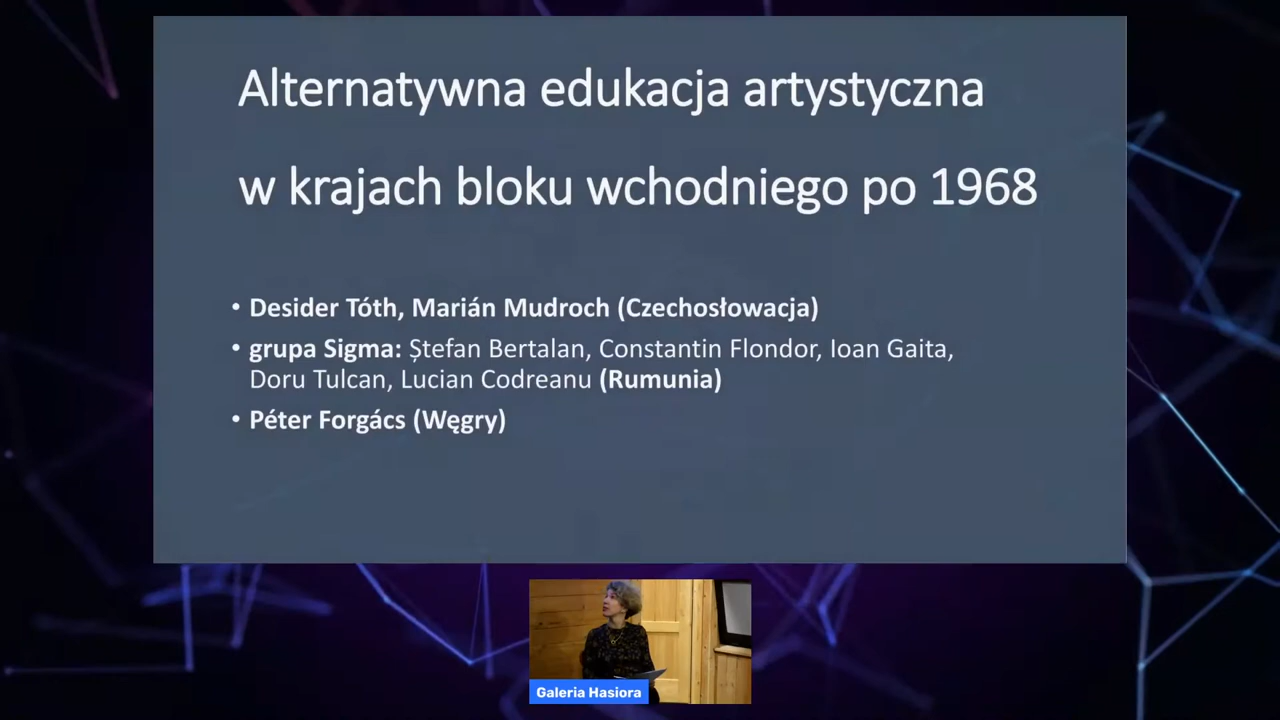 Alternatywna edukacja artystyczna
w krajach bloku wchodniego po 1968
• Desider Tóth, Marián Mudroch (Czechosłowacja)
• grupa Sigma: Ștefan Bertalan, Constantin Flondor, Ioan Gaita,
Doru Tulcan, Lucian Codreanu (Rumunia)
• Péter Forgács (Węgry)
Galeria Hasiora